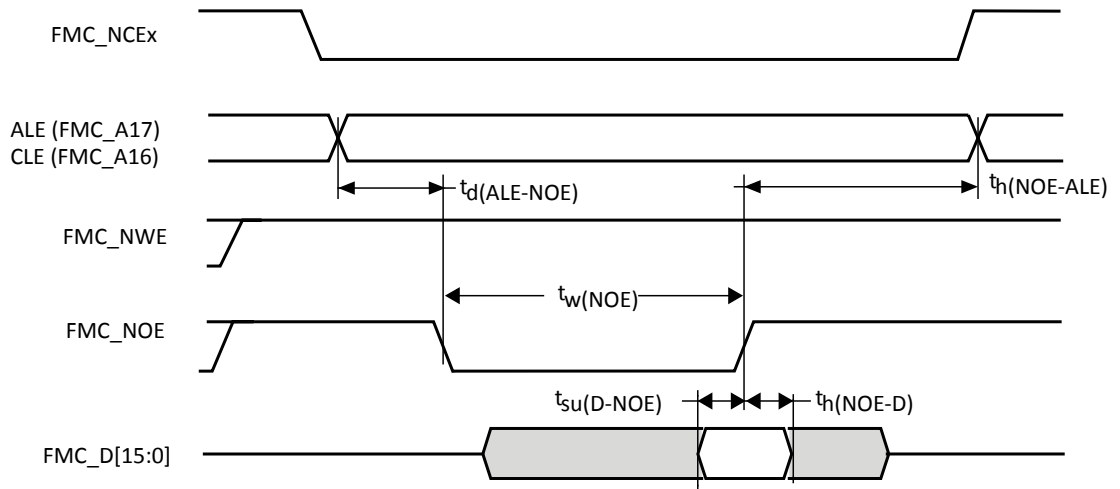 FMC_NCEx
ALE (FMC_A17)
CLE (FMC_A16)
td(ALE-NOE)
th(NOE-ALE)
FMC_NWE
tw(NOE)
FMC_NOE
tsu(D-NOE)
th(NOE-D)
FMC_D[15:0]